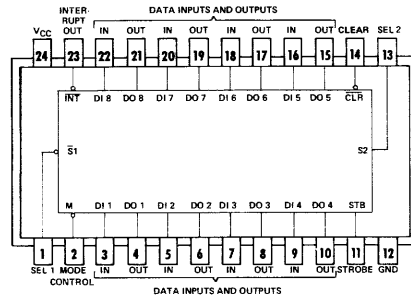 DATA INPUTS AND OUTPUTS
INTER-
RUPT
VCC OUT IN OUT IN OUT IN OUT IN OUT CLEAR SEL 2
24 23 22 21 20 19 18 17 16 15 14 13
INT DI 8 DO 8 DI 7 DO 7 DI 6 DO 6 DI 5 DO 5 CLR
S1 S2
M DI 1 DO 1 DI 2 DO 2 DI 3 DO 3 DI 4 DO 4 STB
1 2 3 4 5 6 7 8 9 10 11 12
SEL 1 MODE IN OUT IN OUT IN OUT IN OUT STROBE GND
CONTROL
DATA INPUTS AND OUTPUTS